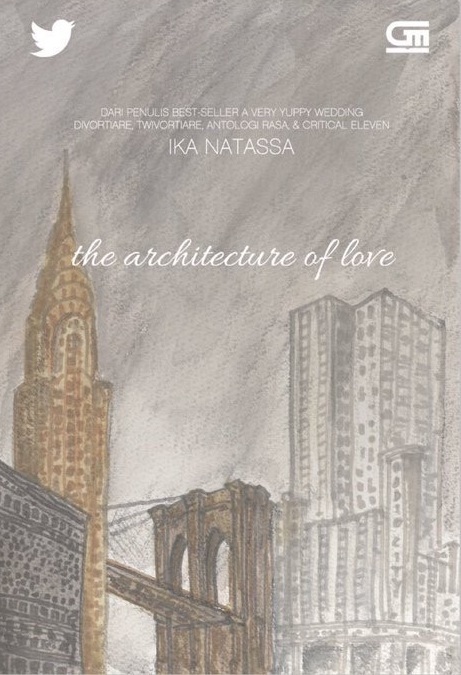 GM
DARI PENULIS BEST-SELLER A VERY YUPPY WEDDING
DIVORTIARE, TWIVORTIARE, ANTOLOGI RASA, & CRITICAL ELEVEN
IKA NATASSA
the architecture of love